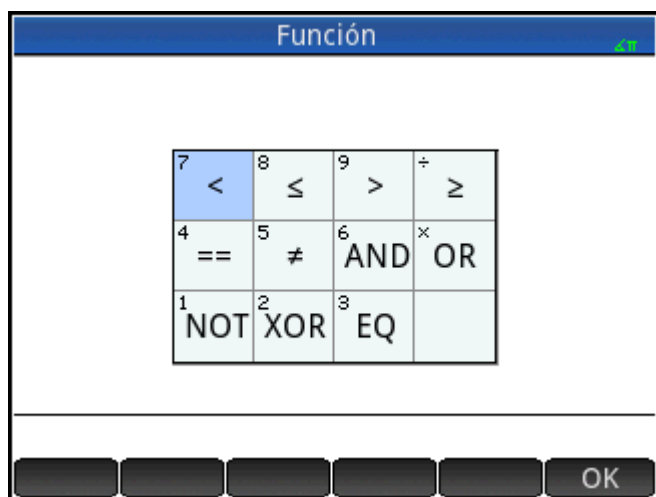 Función
∡π
7 < 8 ≤ 9 > ÷ ≥
4 == 5 ≠ 6 AND × OR
1 NOT 2 XOR 3 EQ
OK